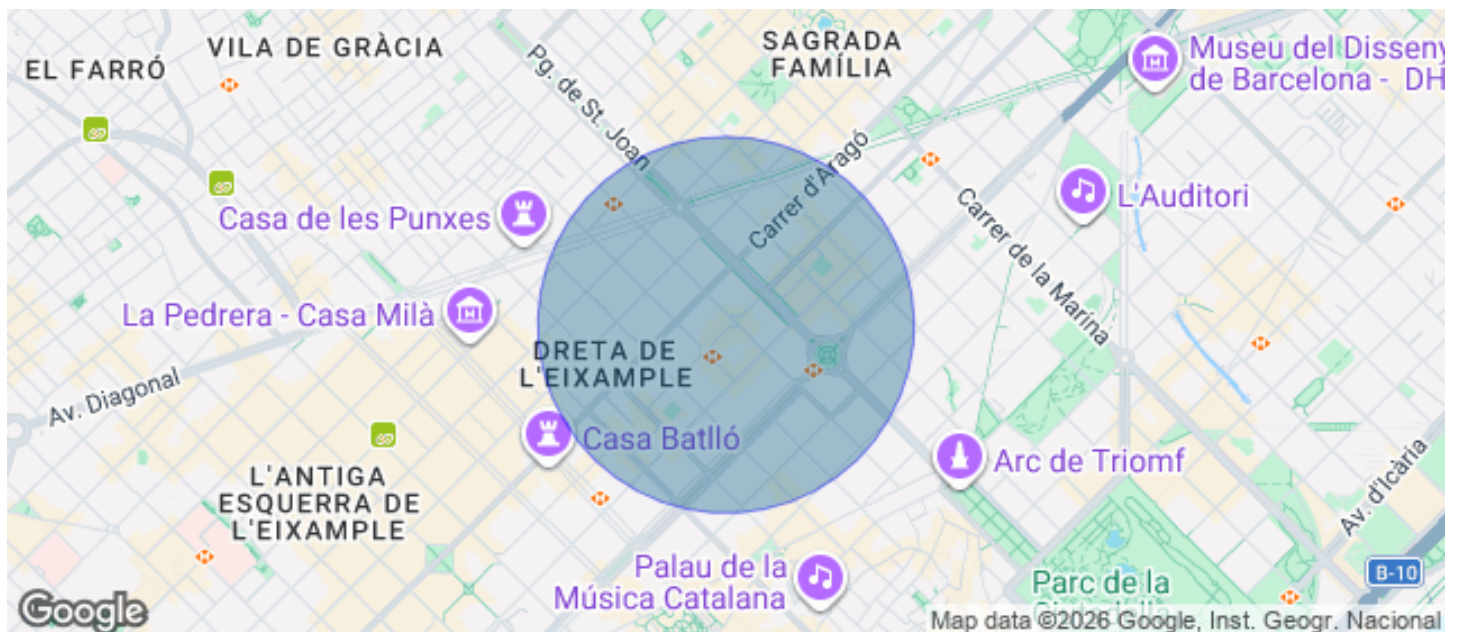 VILA DE GRÀCIA
EL FARRÓ
Pg. de St. Joan
SAGRADA
FAMÍLIA
Museu del Disseny
de Barcelona - DH
Casa de les Punxes
Carrer d'Aragó
L'Auditori
Carrer de la Marina
La Pedrera - Casa Milà
DRETA DE
L'EIXAMPLE
Av. Diagonal
Casa Batlló
Arc de Triomf
L'ANTIGA
ESQUERRA DE
L'EIXAMPLE
Av. d'Icària
Palau de la
Música Catalana
Parc de la
B-10
Google
Map data ©2026 Google, Inst. Geogr. Nacional